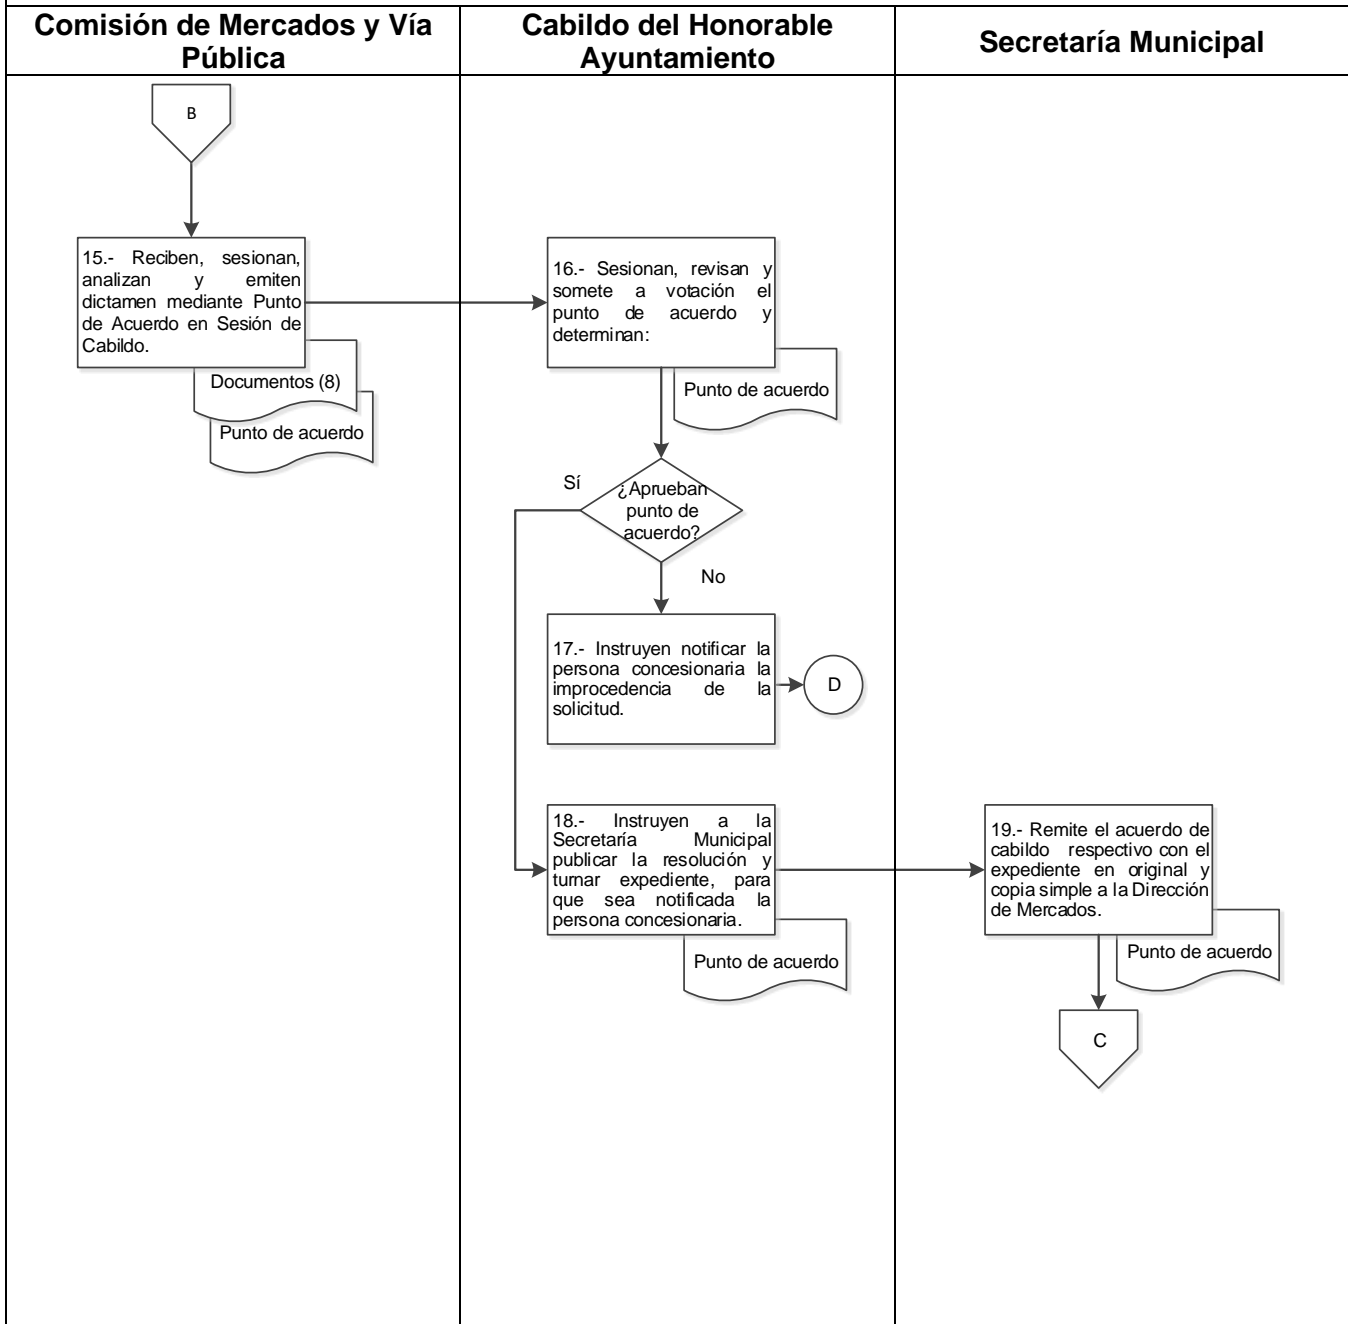 Comisión de Mercados y Vía
Pública
Cabildo del Honorable
Ayuntamiento
Secretaría Municipal
B
15.- Reciben, sesionan,
analizan y emiten
dictamen mediante Punto
de Acuerdo en Sesión de
Cabildo.
Documentos (8)
Punto de acuerdo
16.- Sesionan, revisan y
somete a votación el
punto de acuerdo y
determinan:
Punto de acuerdo
Sí
¿Aprueban
punto de
acuerdo?
No
17.- Instruyen notificar la
persona concesionaria la
improcedencia de la
solicitud.
D
18.- Instruyen a la
Secretaría Municipal
publicar la resolución y
turnar expediente, para
que sea notificada la
persona concesionaria.
Punto de acuerdo
19.- Remite el acuerdo de
cabildo respectivo con el
expediente en original y
copia simple a la Dirección
de Mercados.
Punto de acuerdo
C